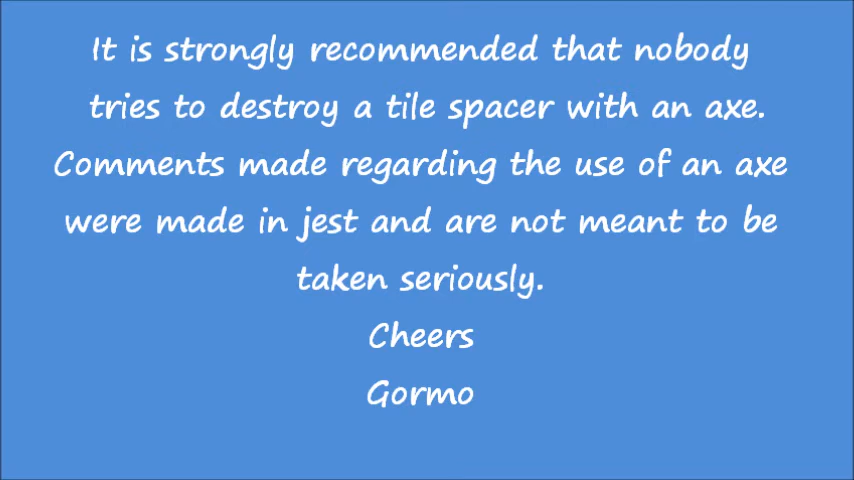 It is strongly recommended that nobody
tries to destroy a tile spacer with an axe.
Comments made regarding the use of an axe
were made in jest and are not meant to be
taken seriously.
Cheers
Gormo